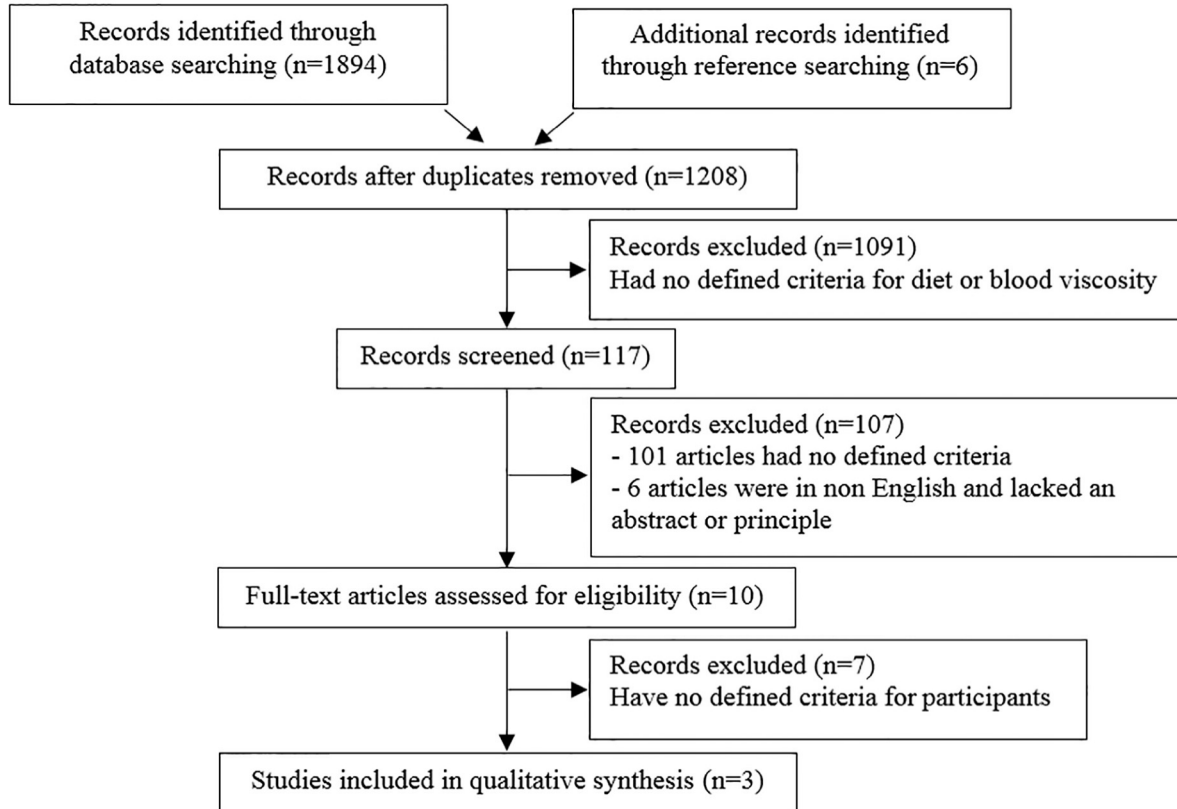 Records identified through
database searching (n=1894)
Additional records identified
through reference searching (n=6)
Records after duplicates removed (n=1208)
Records excluded (n=1091)
Had no defined criteria for diet or blood viscosity
Records screened (n=117)
Records excluded (n=107)
- 101 articles had no defined criteria
- 6 articles were in non English and lacked an
abstract or principle
Full-text articles assessed for eligibility (n=10)
Records excluded (n=7)
Have no defined criteria for participants
Studies included in qualitative synthesis (n=3)